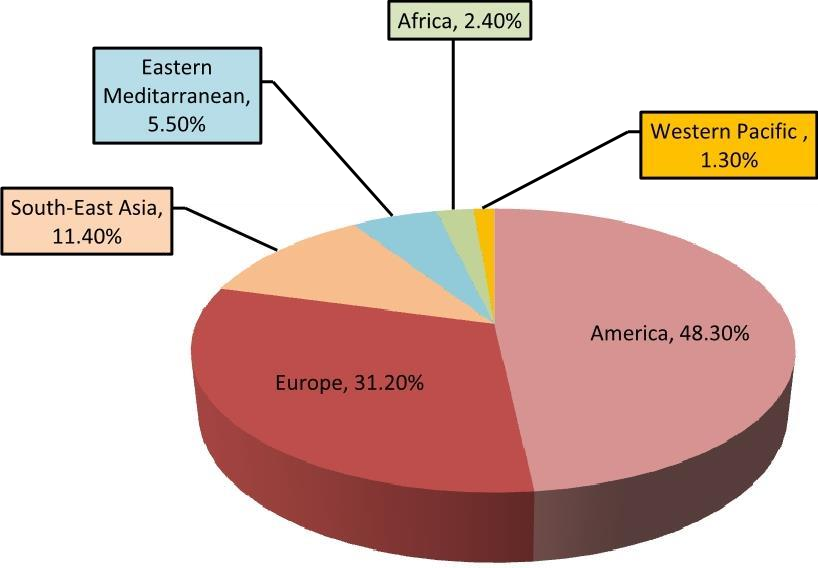 Africa, 2.40%
Eastern
Meditarranean,
5.50%
Western Pacific ,
1.30%
South-East Asia,
11.40%
America, 48.30%
Europe, 31.20%